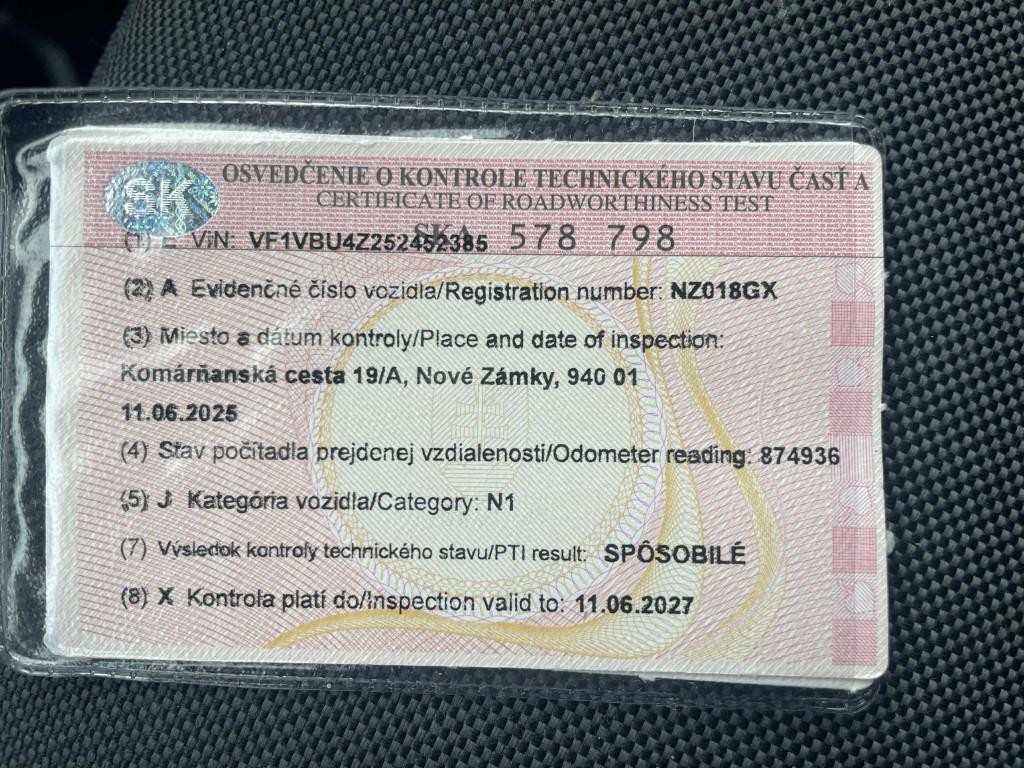 SK
OSVEDČENIE O KONTROLE TECHNICKÉHO STAVU ČASŤ A
CERTIFICATE OF ROADWORTHINESS TEST
SKA 578 798
(1) E VIN: VF1VBU4Z252452385
(2) A Evidenčné číslo vozidla/Registration number: NZ018GX
(3) Miesto a dátum kontroly/Place and date of inspection:
Komárňanská cesta 19/A, Nové Zámky, 940 01
11.06.2025
(4) Stav počítadla prejdenej vzdialenosti/Odometer reading: 874936
(5) J Kategória vozidla/Category: N1
(7) Výsledok kontroly technického stavu/PTI result: SPÔSOBILÉ
(8) X Kontrola platí do/Inspection valid to: 11.06.2027